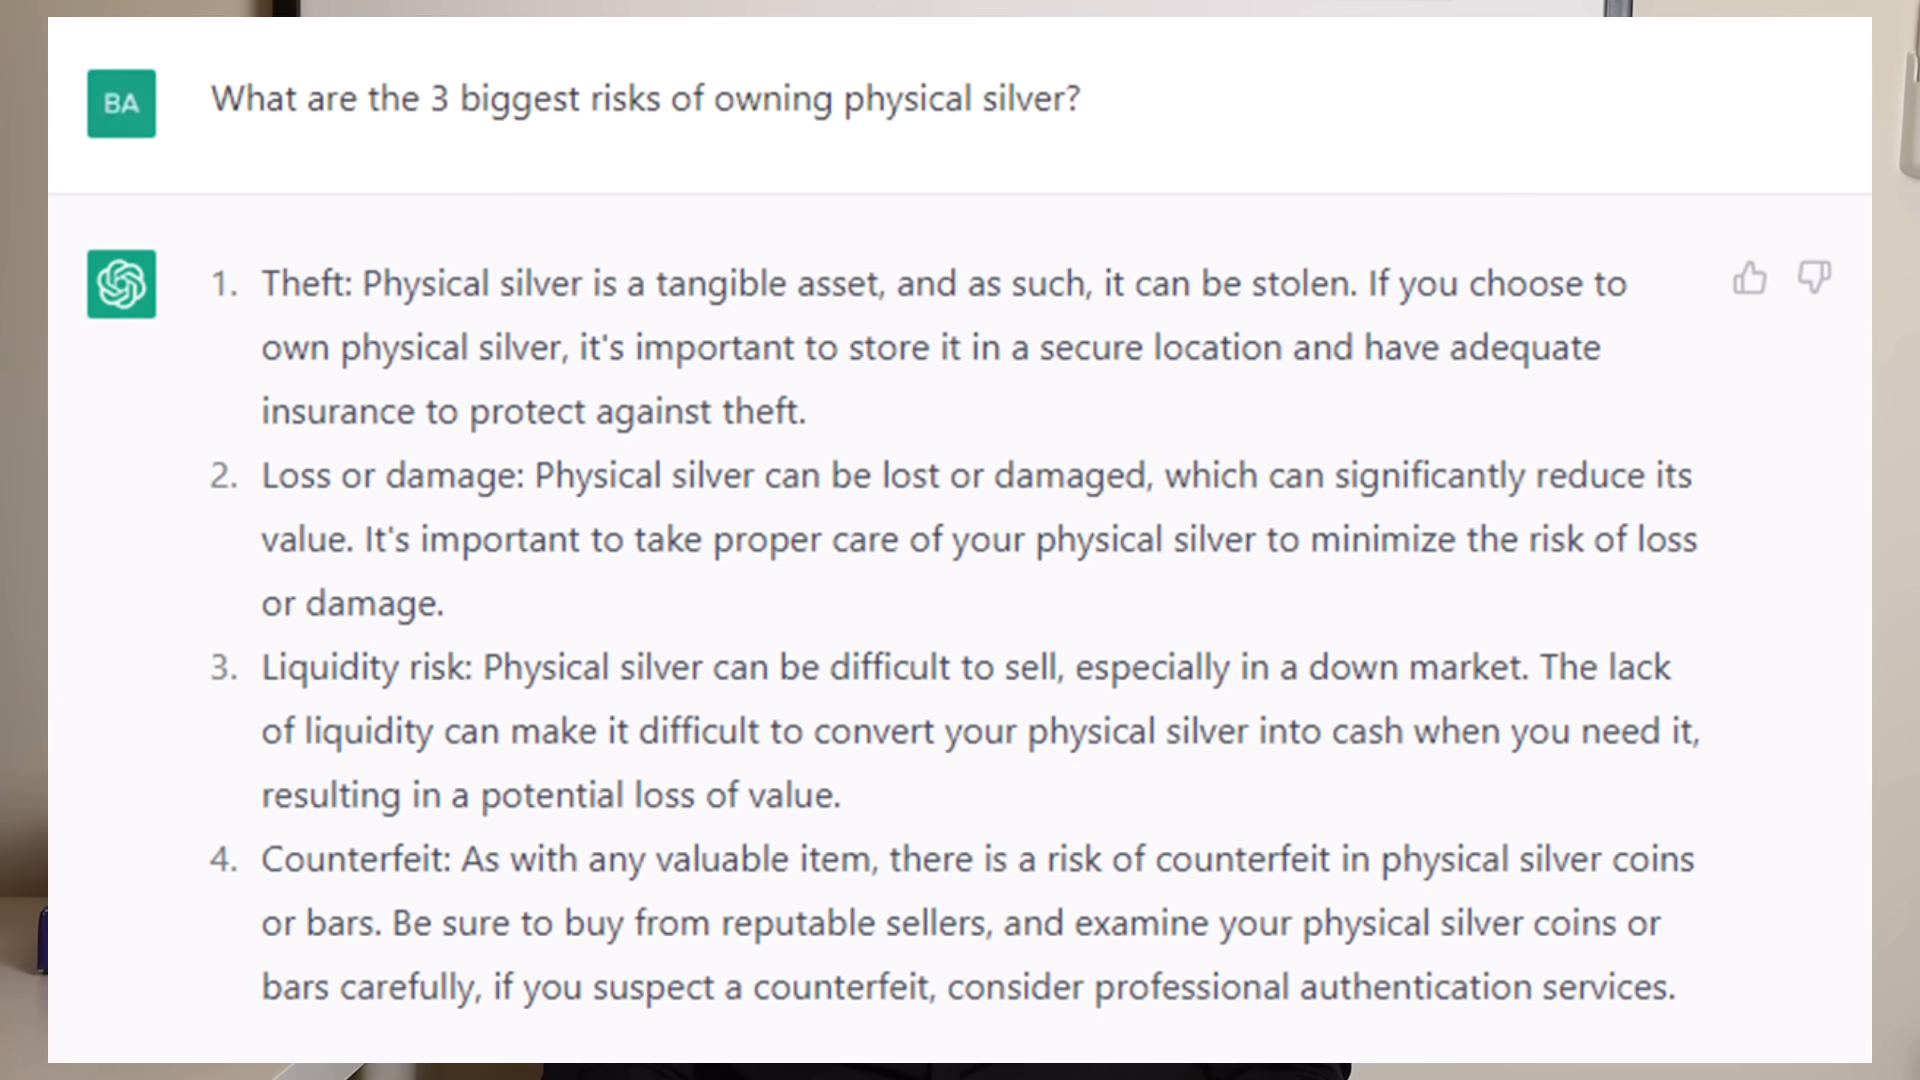 BA
What are the 3 biggest risks of owning physical silver?
1. Theft: Physical silver is a tangible asset, and as such, it can be stolen. If you choose to
own physical silver, it's important to store it in a secure location and have adequate
insurance to protect against theft.
2. Loss or damage: Physical silver can be lost or damaged, which can significantly reduce its
value. It's important to take proper care of your physical silver to minimize the risk of loss
or damage.
3. Liquidity risk: Physical silver can be difficult to sell, especially in a down market. The lack
of liquidity can make it difficult to convert your physical silver into cash when you need it,
resulting in a potential loss of value.
4. Counterfeit: As with any valuable item, there is a risk of counterfeit in physical silver coins
or bars. Be sure to buy from reputable sellers, and examine your physical silver coins or
bars carefully, if you suspect a counterfeit, consider professional authentication services.